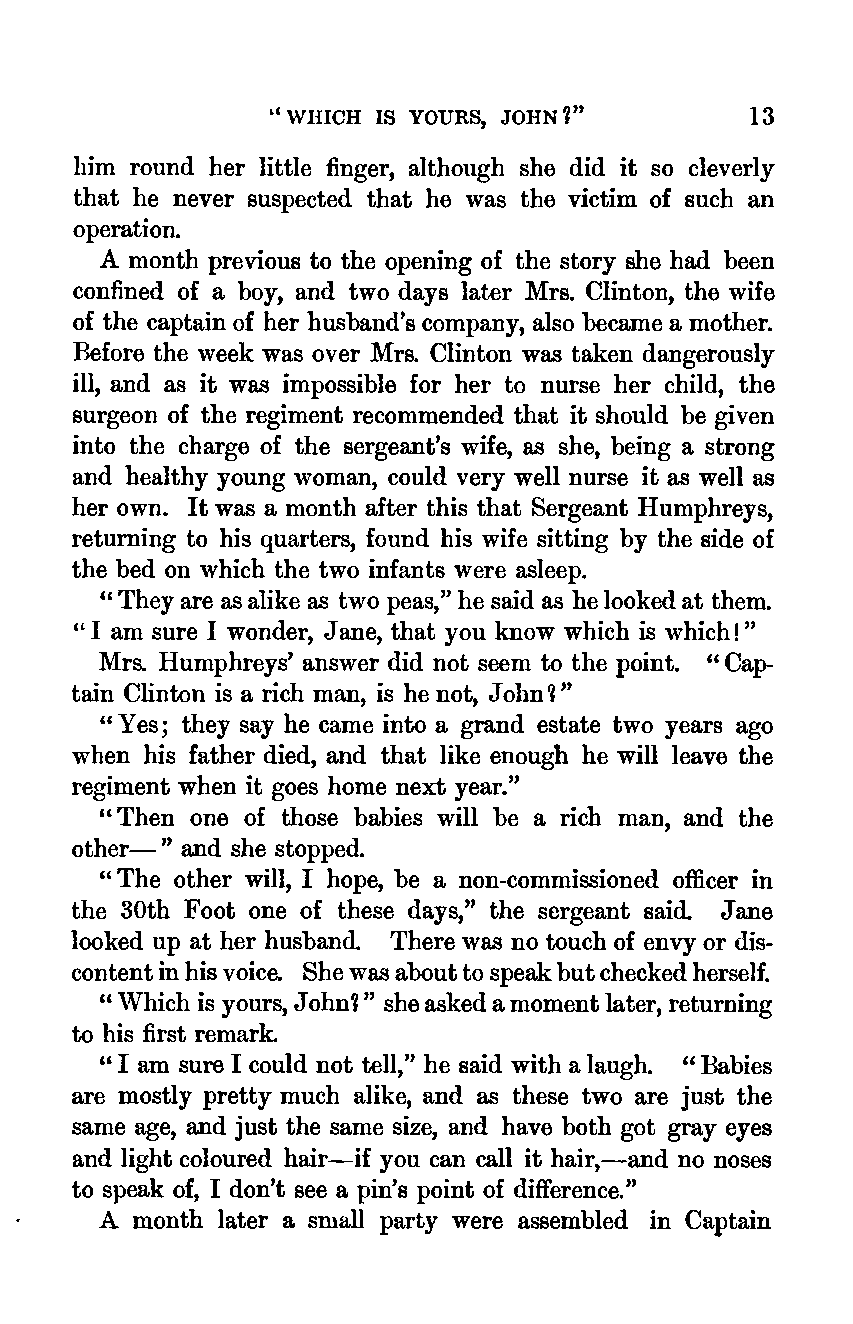 "WHICH IS YOURS, JOHN?" 13
him round her little finger, although she did it so cleverly
that he never suspected that he was the victim of such an
operation.
A month previous to the opening of the story she had been
confined of a boy, and two days later Mrs. Clinton, the wife
of the captain of her husband's company, also became a mother.
Before the week was over Mrs. Clinton was taken dangerously
ill, and as it was impossible for her to nurse her child, the
surgeon of the regiment recommended that it should be given
into the charge of the sergeant's wife, as she, being a strong
and healthy young woman, could very well nurse it as well as
her own. It was a month after this that Sergeant Humphreys,
returning to his quarters, found his wife sitting by the side of
the bed on which the two infants were asleep.
"They are as alike as two peas," he said as he looked at them.
"I am sure I wonder, Jane, that you know which is which!"
Mrs. Humphreys' answer did not seem to the point. "Cap-
tain Clinton is a rich man, is he not, John?"
"Yes; they say he came into a grand estate two years ago
when his father died, and that like enough he will leave the
regiment when it goes home next year."
"Then one of those babies will be a rich man, and the
other—" and she stopped.
"The other will, I hope, be a non-commissioned officer in
the 30th Foot one of these days," the sergeant said. Jane
looked up at her husband. There was no touch of envy or dis-
content in his voice. She was about to speak but checked herself.
"Which is yours, John?" she asked a moment later, returning
to his first remark.
"I am sure I could not tell," he said with a laugh. "Babies
are mostly pretty much alike, and as these two are just the
same age, and just the same size, and have both got gray eyes
and light coloured hair—if you can call it hair,—and no noses
to speak of, I don't see a pin's point of difference."
A month later a small party were assembled in Captain